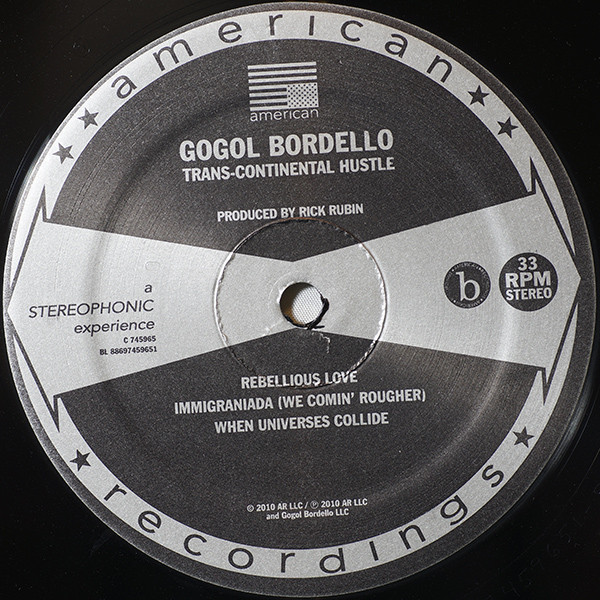 american
american
GOGOL BORDELLO
TRANS-CONTINENTAL HUSTLE
PRODUCED BY RICK RUBIN
a
STEREOPHONIC
experience
C 745965
BL 88697459651
b
33
RPM
STEREO
REBELLIOUS LOVE
IMMIGRANIADA (WE COMIN' ROUGHER)
WHEN UNIVERSES COLLIDE
© 2010 AR LLC / ℗ 2010 AR LLC
and Gogol Bordello LLC
recordings